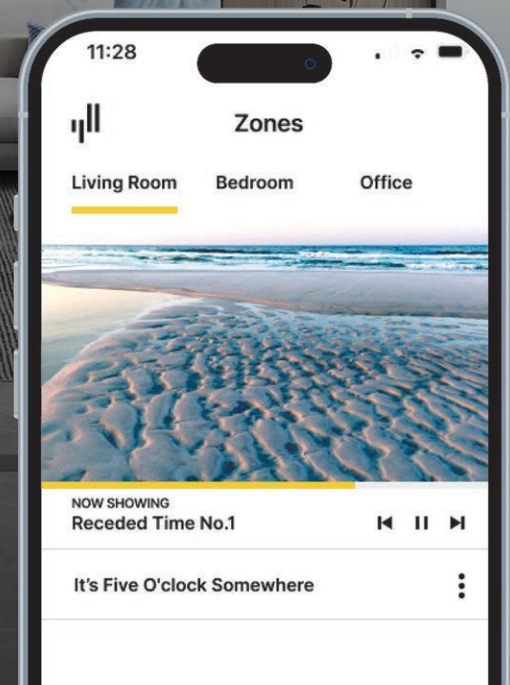 11:28
Zones
Living Room Bedroom Office
NOW SHOWING
Receded Time No.1
It's Five O'clock Somewhere